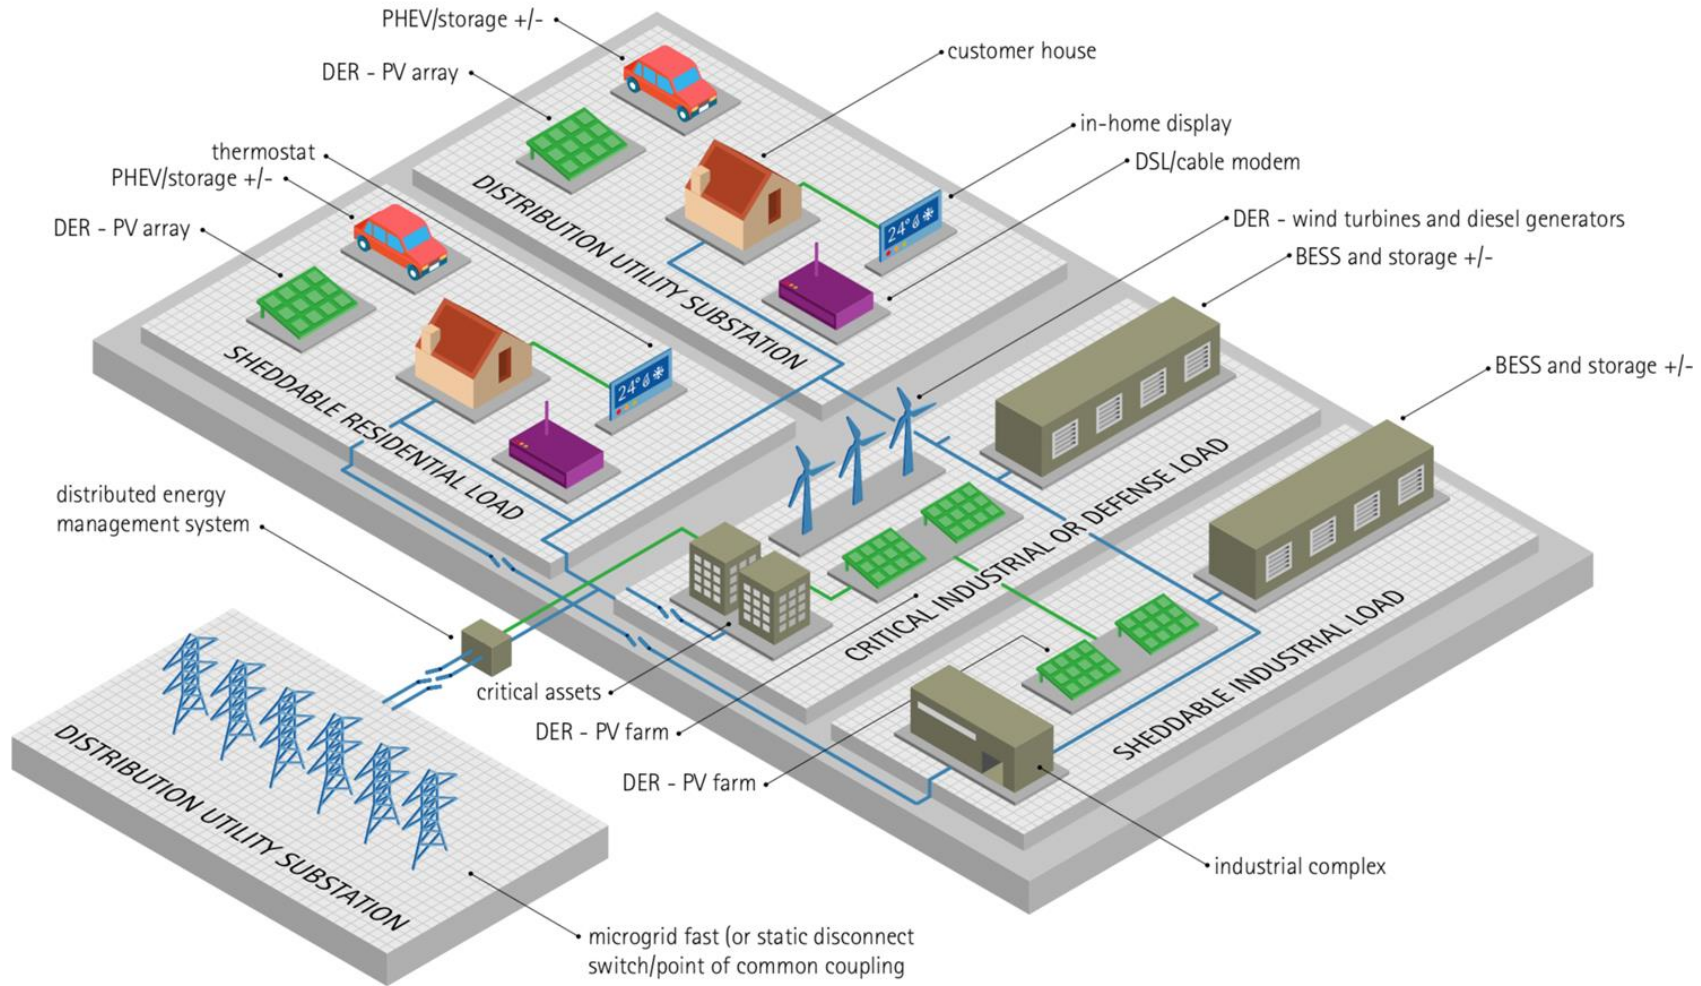 PHEV/storage +/-
DER - PV array
customer house
in-home display
thermostat
DSL/cable modem
PHEV/storage +/-
DER - PV array
DER - wind turbines and diesel generators
BESS and storage +/-
DISTRIBUTION UTILITY SUBSTATION
24°
24°
SHEDDABLE RESIDENTIAL LOAD
BESS and storage +/-
distributed energy
management system
CRITICAL INDUSTRIAL OR DEFENSE LOAD
critical assets
DER - PV farm
SHEDDABLE INDUSTRIAL LOAD
DER - PV farm
DISTRIBUTION UTILITY SUBSTATION
industrial complex
microgrid fast (or static disconnect
switch/point of common coupling